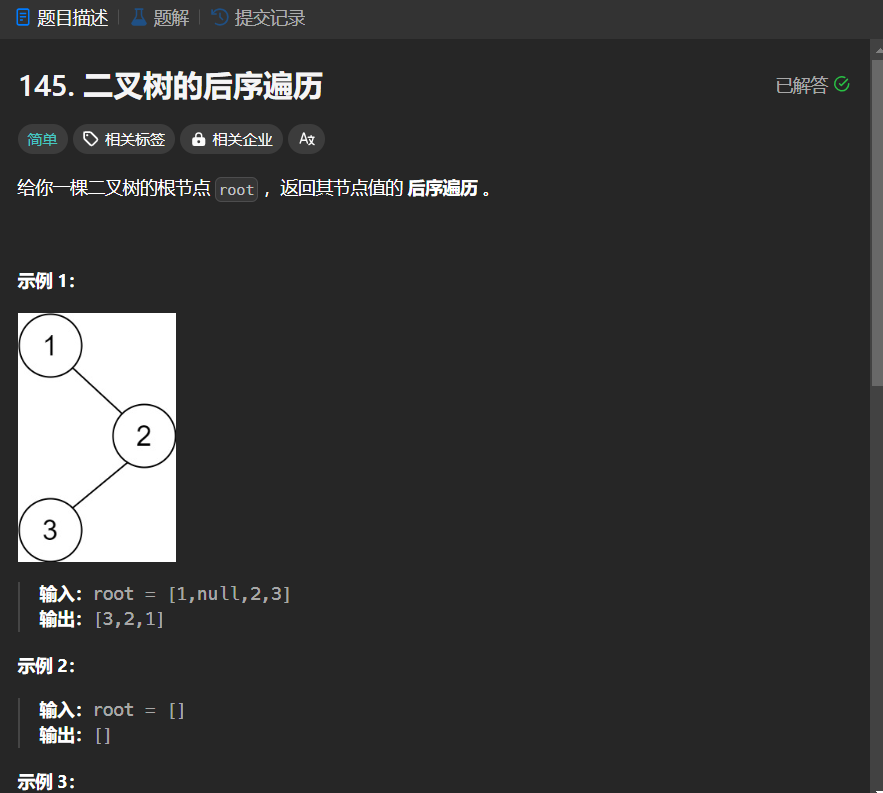 题目描述 题解 提交记录
145. 二叉树的后序遍历 已解答
简单 相关标签 相关企业 Aあ
给你一棵二叉树的根节点 root ，返回其节点值的 后序遍历 。
示例 1：
1
2
3
输入：root = [1,null,2,3]
输出：[3,2,1]
示例 2：
输入：root = []
输出：[]
示例 3：